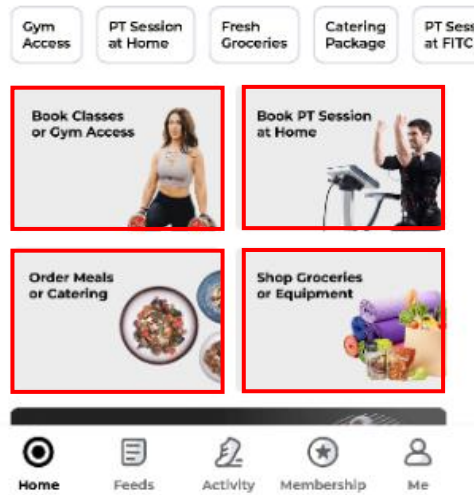 Gym
Access
PT Session
at Home
Fresh
Groceries
Catering
Package
PT Sess
at FITC
Book Classes
or Gym Access
Book PT Session
at Home
Order Meals
or Catering
Shop Groceries
or Equipment
Home
Feeds
Activity
Membership
Me